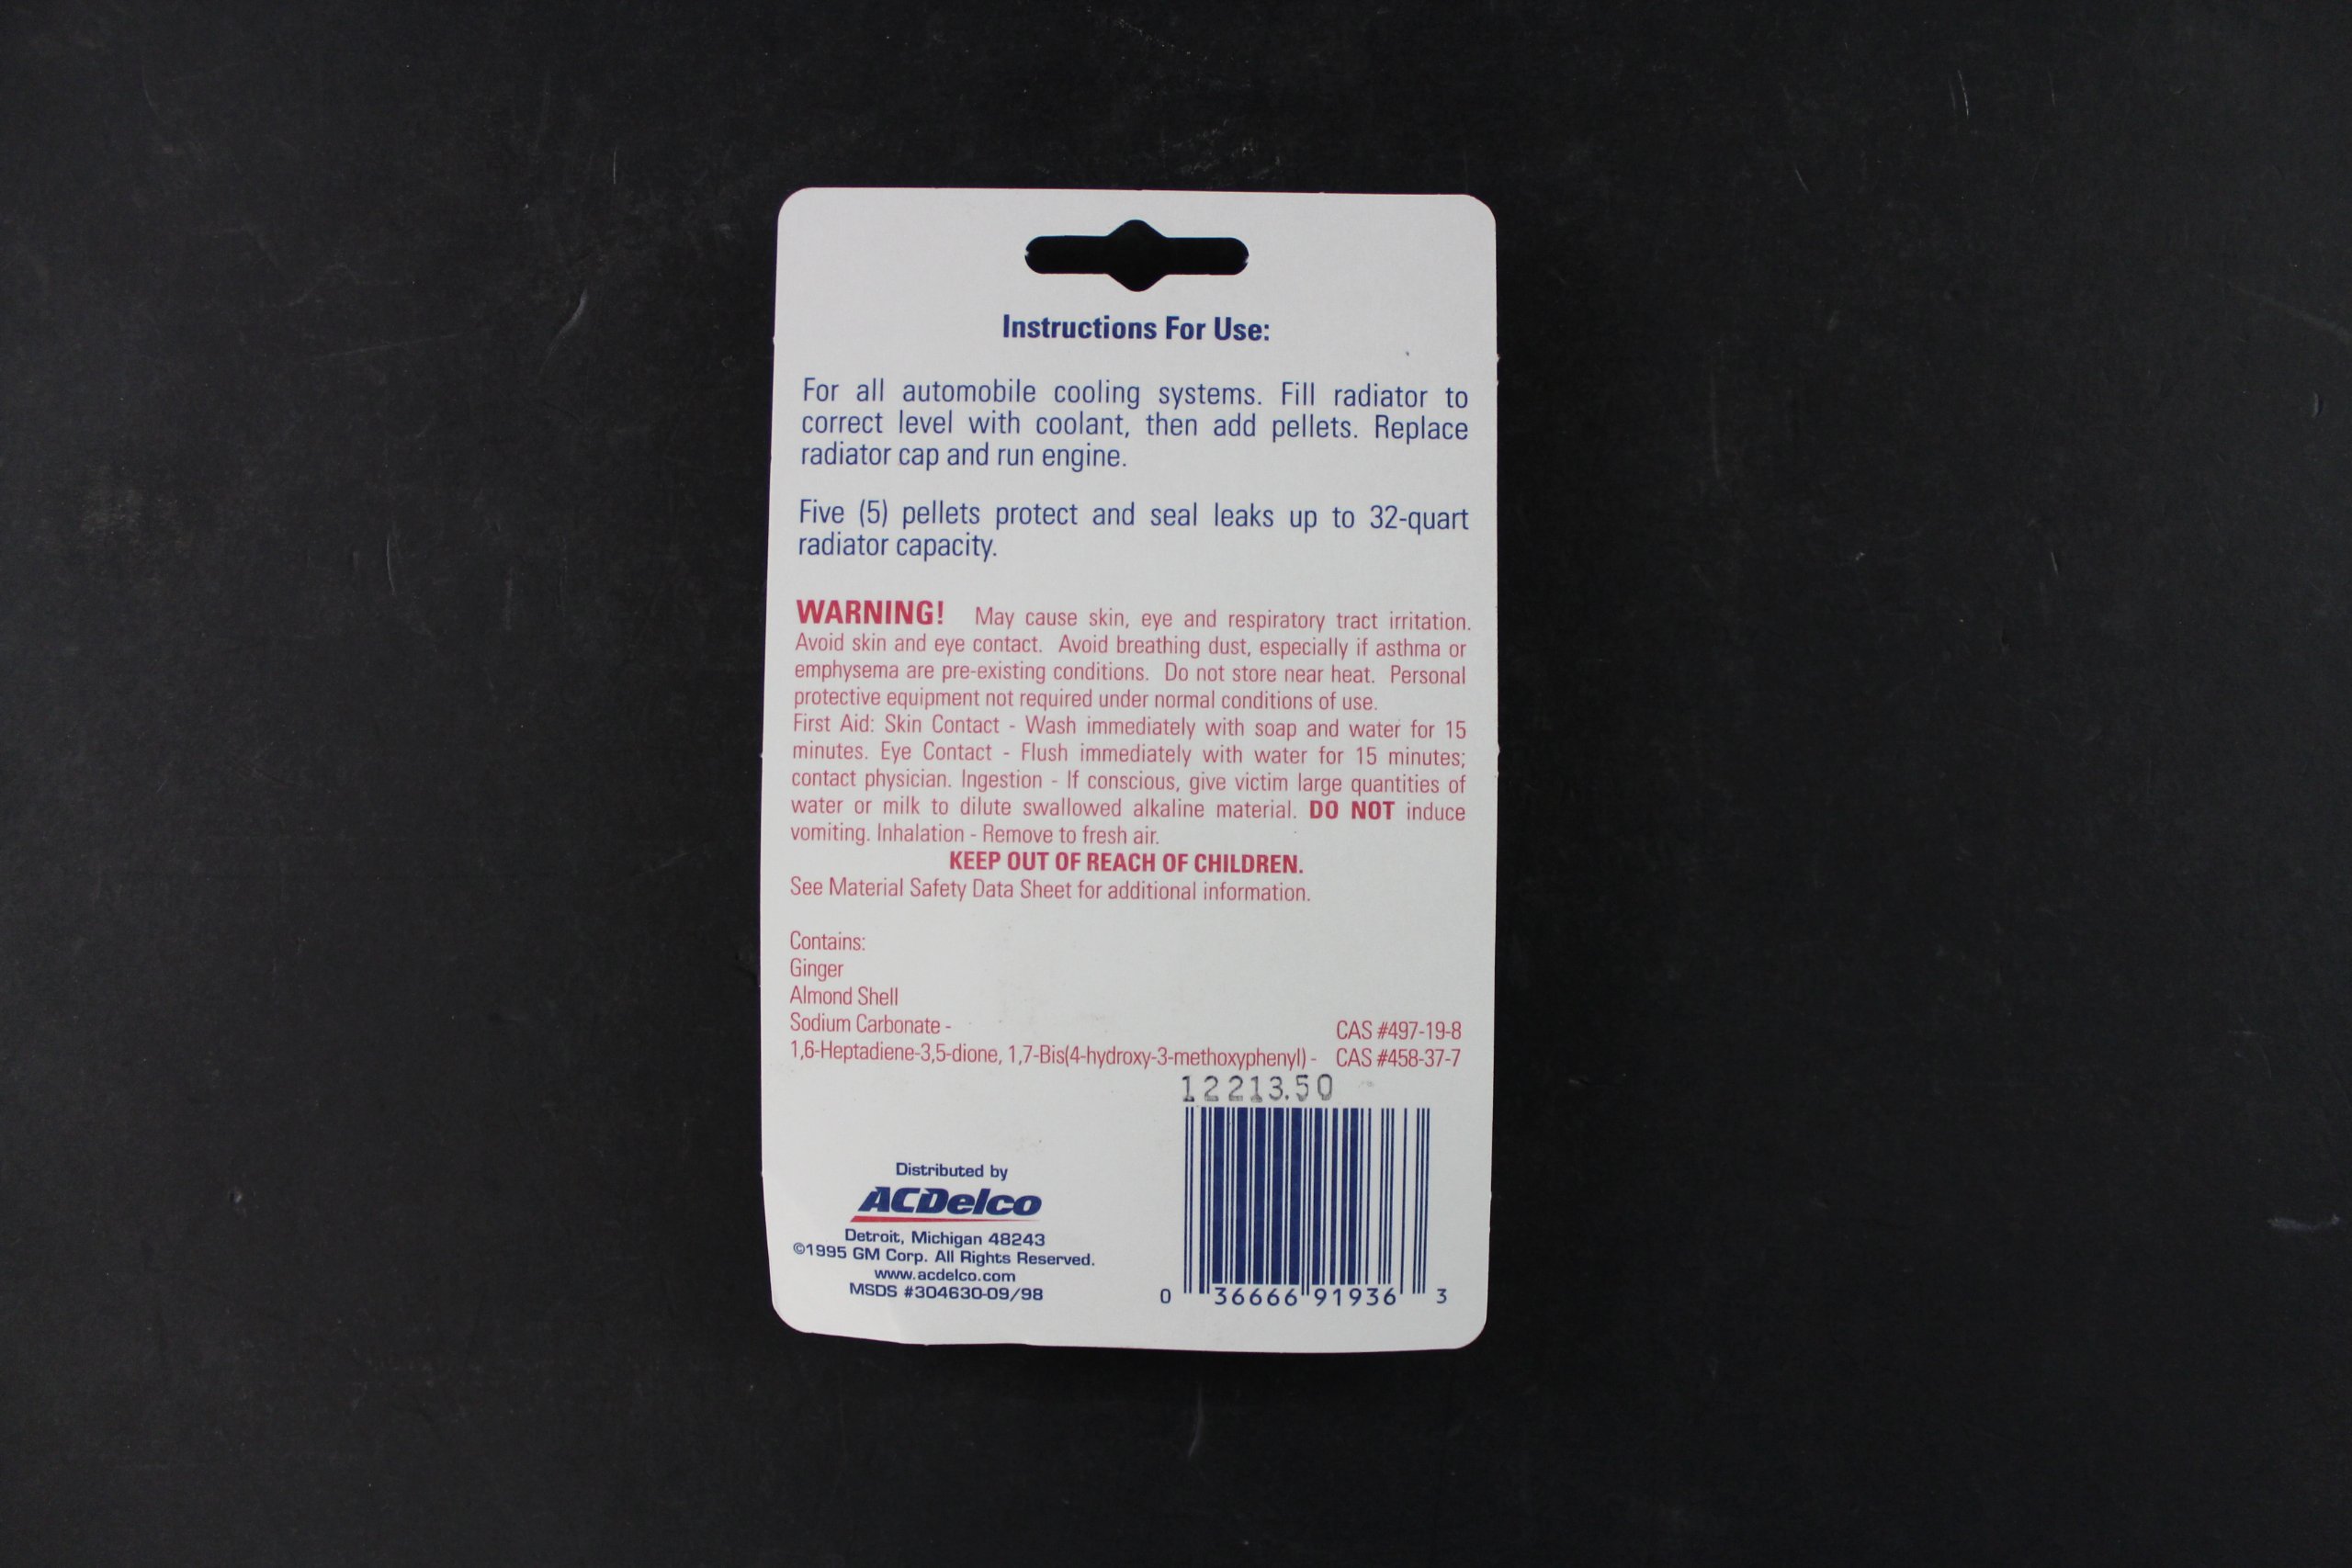 Instructions For Use:
For all automobile cooling systems. Fill radiator to
correct level with coolant, then add pellets. Replace
radiator cap and run engine.
Five (5) pellets protect and seal leaks up to 32-quart
radiator capacity.
WARNING! May cause skin, eye and respiratory tract irritation.
Avoid skin and eye contact. Avoid breathing dust, especially if asthma or
emphysema are pre-existing conditions. Do not store near heat. Personal
protective equipment not required under normal conditions of use.
First Aid: Skin Contact - Wash immediately with soap and water for 15
minutes. Eye Contact - Flush immediately with water for 15 minutes;
contact physician. Ingestion - If conscious, give victim large quantities of
water or milk to dilute swallowed alkaline material. DO NOT induce
vomiting. Inhalation - Remove to fresh air.
KEEP OUT OF REACH OF CHILDREN.
See Material Safety Data Sheet for additional information.
Contains:
Ginger
Almond Shell
Sodium Carbonate - CAS #497-19-8
1,6-Heptadiene-3,5-dione, 1,7-Bis(4-hydroxy-3-methoxyphenyl) - CAS #458-37-7
12213.50
Distributed by
ACDelco
Detroit, Michigan 48243
©1995 GM Corp. All Rights Reserved.
www.acdelco.com
MSDS #304630-09/98
0 36666 91936 3